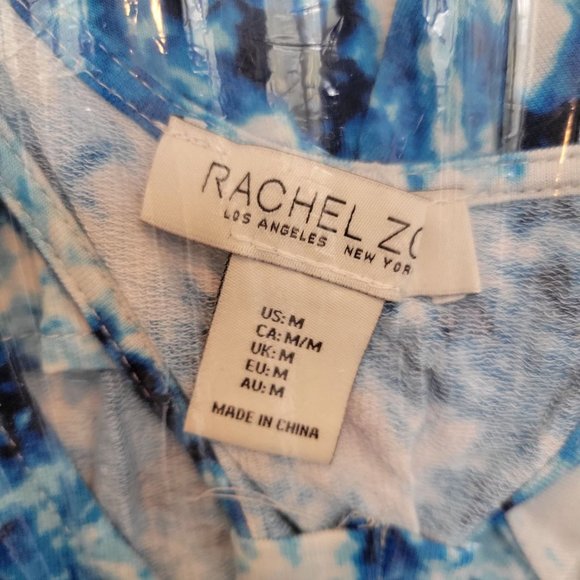 RACHEL ZO
LOS ANGELES NEW YOR
US: M
CA: M/M
UK: M
EU: M
AU: M
MADE IN CHINA